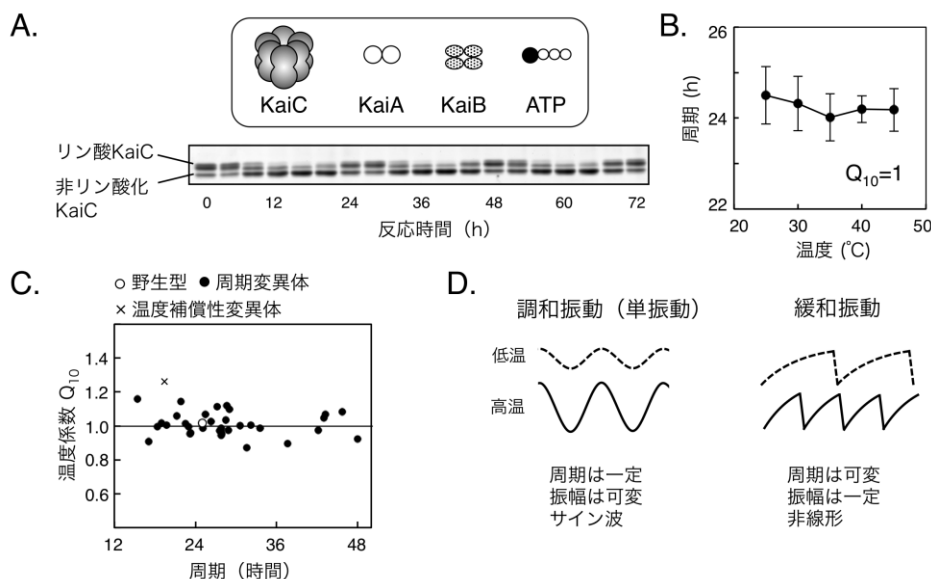 A.
KaiC KaiA KaiB ATP
リン酸KaiC
非リン酸化
KaiC
0 12 24 36 48 60 72
反応時間（h）
B.
周期 (h)
26
24
22
Q10=1
20 30 40 50
温度 (℃)
C.
○ 野生型 ● 周期変異体
× 温度補償性変異体
温度係数 Q10
1.4
1.2
1.0
0.8
0.6
12 24 36 48
周期（時間）
D.
調和振動（単振動）
低温
高温
周期は一定
振幅は可変
サイン波
緩和振動
周期は可変
振幅は一定
非線形